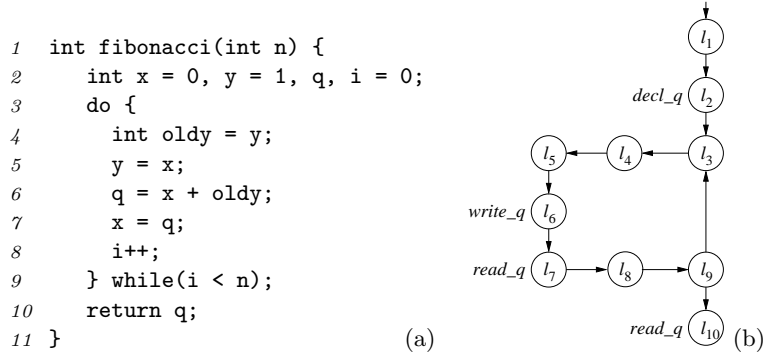 1 int fibonacci(int n) {
2 int x = 0, y = 1, q, i = 0;
3 do {
4 int oldy = y;
5 y = x;
6 q = x + oldy;
7 x = q;
8 i++;
9 } while(i < n);
10 return q;
11 }
(a)
l1
decl_q l2
l5 l4 l3
write_q l6
read_q l7 l8 l9
read_q l10
(b)